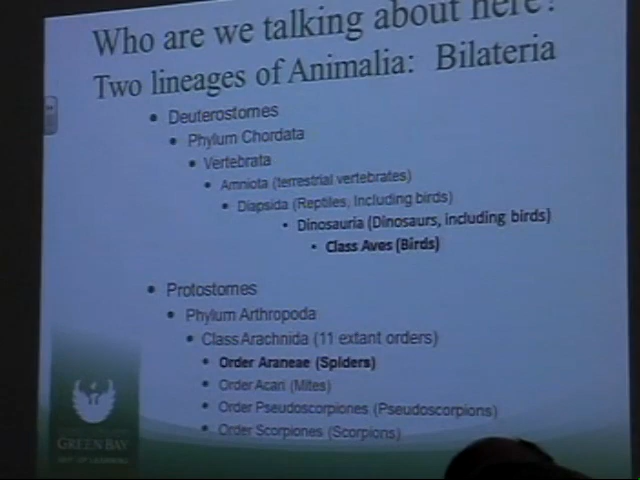 Who are we talking about here?
Two lineages of Animalia: Bilateria
• Deuterostomes
• Phylum Chordata
• Vertebrata
• Amniota (terrestrial vertebrates)
• Diapsida (Reptiles, Including birds)
• Dinosauria (Dinosaurs, including birds)
• Class Aves (Birds)
• Protostomes
• Phylum Arthropoda
• Class Arachnida (11 extant orders)
• Order Araneae (Spiders)
• Order Acari (Mites)
• Order Pseudoscorpiones (Pseudoscorpions)
• Order Scorpiones (Scorpions)
GREEN BAY